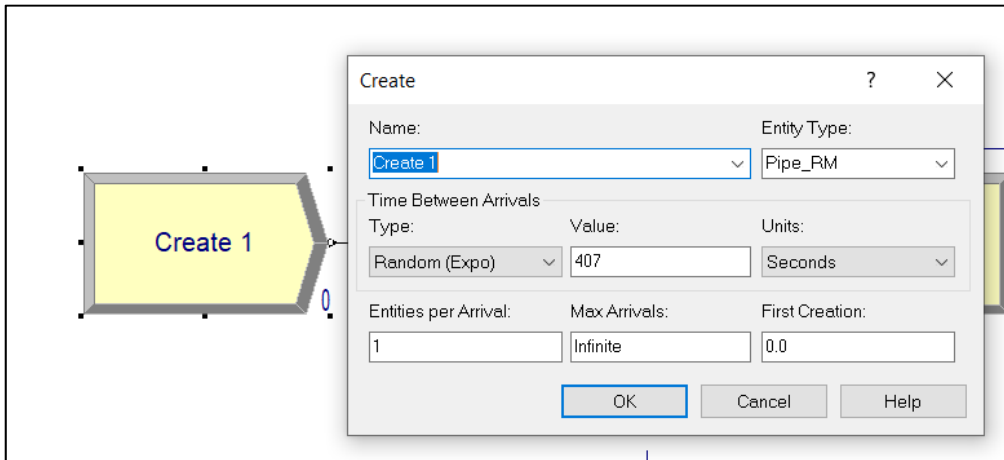 Create
?
Name:
Entity Type:
Create 1
Pipe_RM
Time Between Arrivals
Type:
Value:
Units:
Create 1
Random (Expo)
407
Seconds
0
Entities per Arrival:
Max Arrivals:
First Creation:
1
Infinite
0.0
OK
Cancel
Help